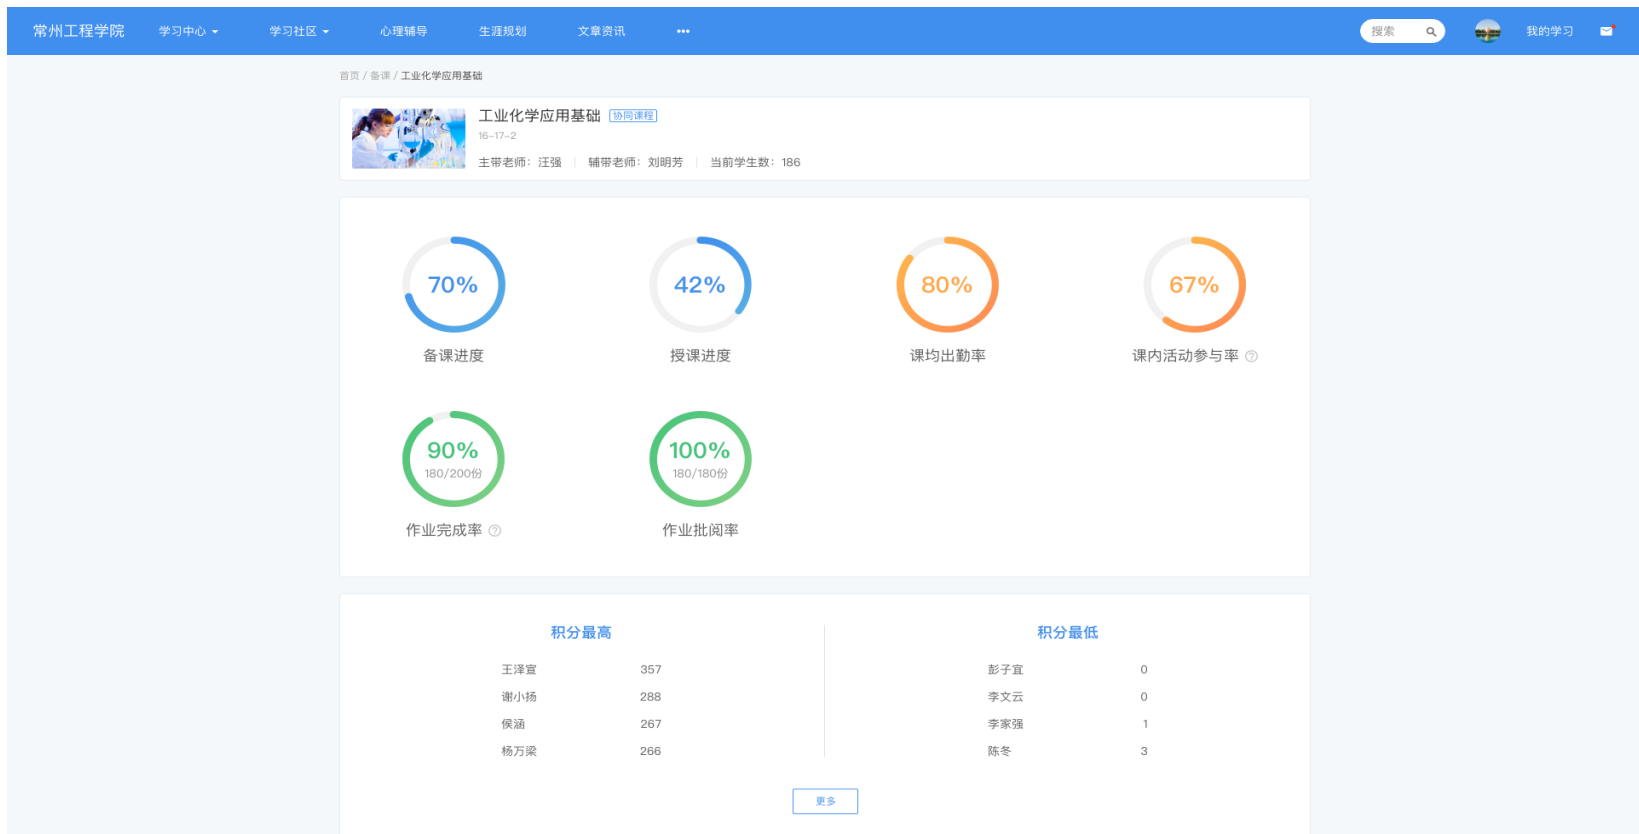 常州工程学院 学习中心 学习社区 心理辅导 生涯规划 文章资讯 ••• 搜索 我的学习
首页 / 备课 / 工业化学应用基础
工业化学应用基础 协同课程
16-17-2
主带老师：汪强 | 辅带老师：刘明芳 | 当前学生数：186
70% 42% 80% 67%
备课进度 授课进度 课均出勤率 课内活动参与率 ?
90% 100%
180/200份 180/180份
作业完成率 ? 作业批阅率
积分最高 积分最低
王泽宣 357 彭子宜 0
谢小扬 288 李文云 0
侯涵 267 李家强 1
杨万梁 266 陈冬 3
更多